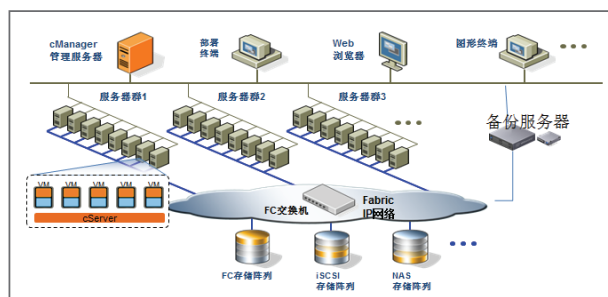 cManager
管理服务器
部署
终端
Web
浏览器
图形终端
服务器群1
服务器群2
服务器群3
备份服务器
VM VM VM VM VM
cServer
FC交换机
Fabric
IP网络
FC存储阵列
iSCSI
存储阵列
NAS
存储阵列